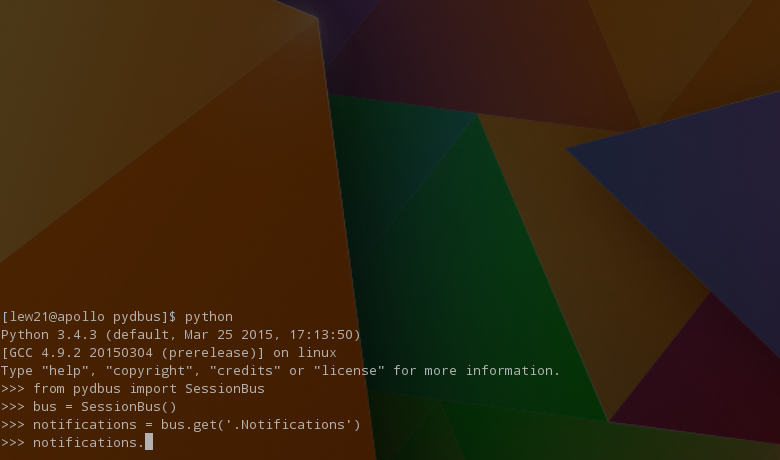 [lew21@apollo pydbus]$ python
Python 3.4.3 (default, Mar 25 2015, 17:13:50)
[GCC 4.9.2 20150304 (prerelease)] on linux
Type "help", "copyright", "credits" or "license" for more information.
>>> from pydbus import SessionBus
>>> bus = SessionBus()
>>> notifications = bus.get('.Notifications')
>>> notifications.